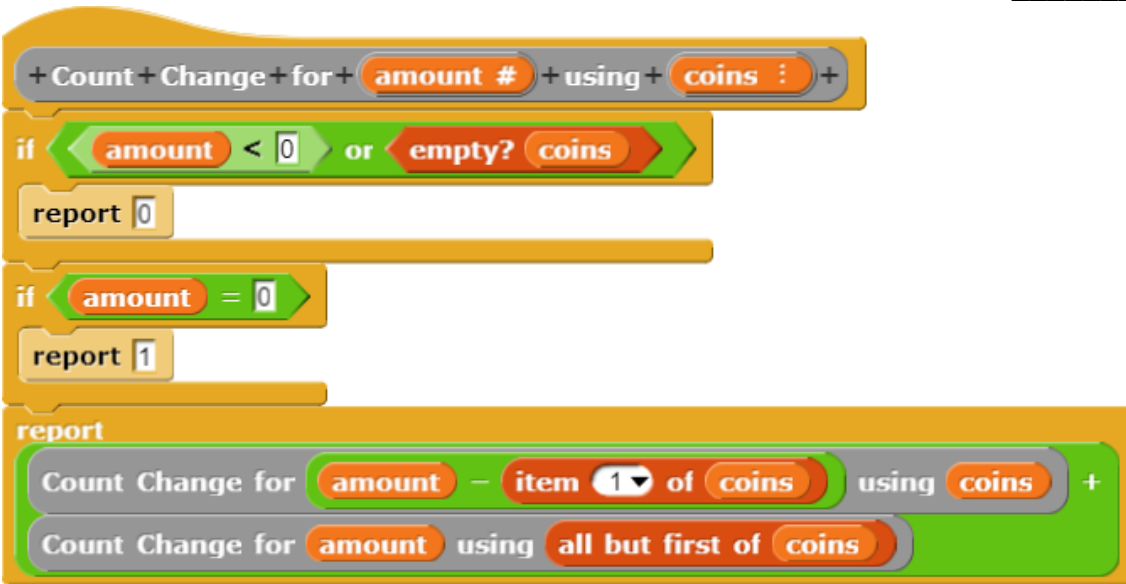 +Count+Change+for+ amount # +using+ coins ⋮ +
if amount < 0 or empty? coins
report 0
if amount = 0
report 1
report
Count Change for amount − item 1 of coins using coins +
Count Change for amount using all but first of coins